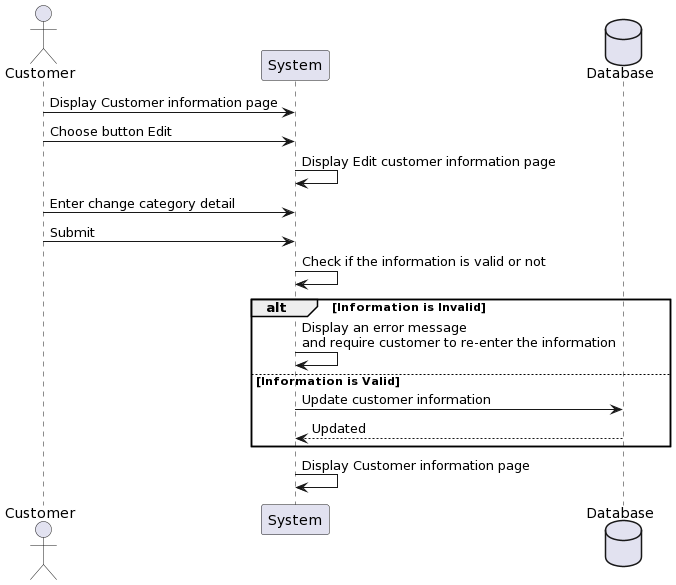 Customer
System
Database
Display Customer information page
Choose button Edit
Display Edit customer information page
Enter change category detail
Submit
Check if the information is valid or not
alt [Information is Invalid]
Display an error message
and require customer to re-enter the information
[Information is Valid]
Update customer information
Updated
Display Customer information page
Customer
System
Database